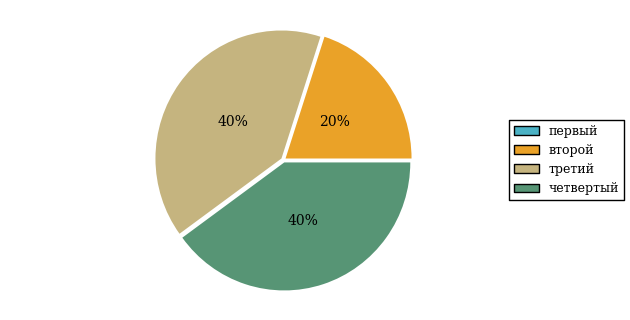 40%
20%
40%
первый
второй
третий
четвертый